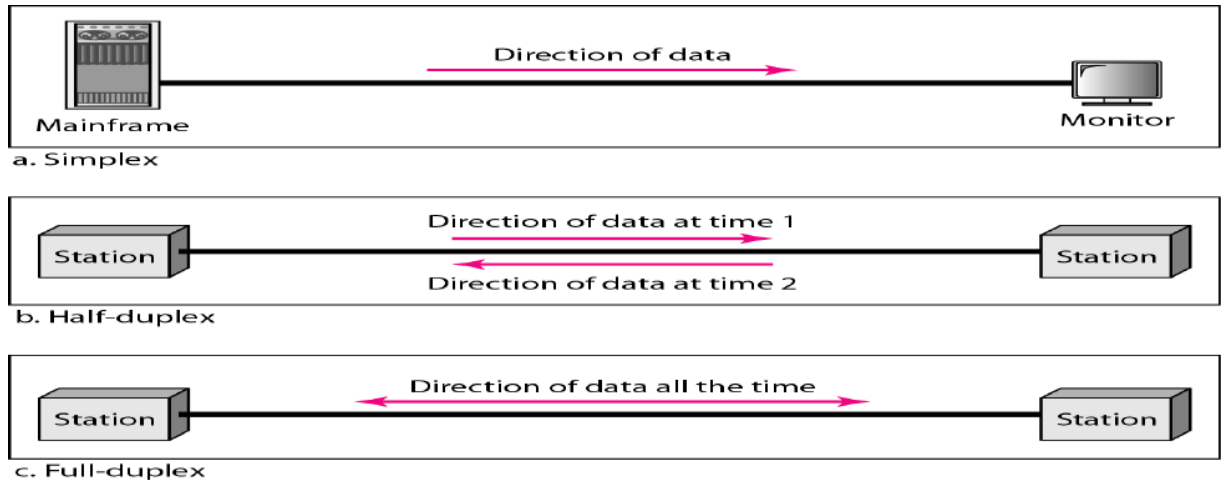 Direction of data
Mainframe
Monitor
a. Simplex
Direction of data at time 1
Station
Station
Direction of data at time 2
b. Half-duplex
Direction of data all the time
Station
Station
c. Full-duplex